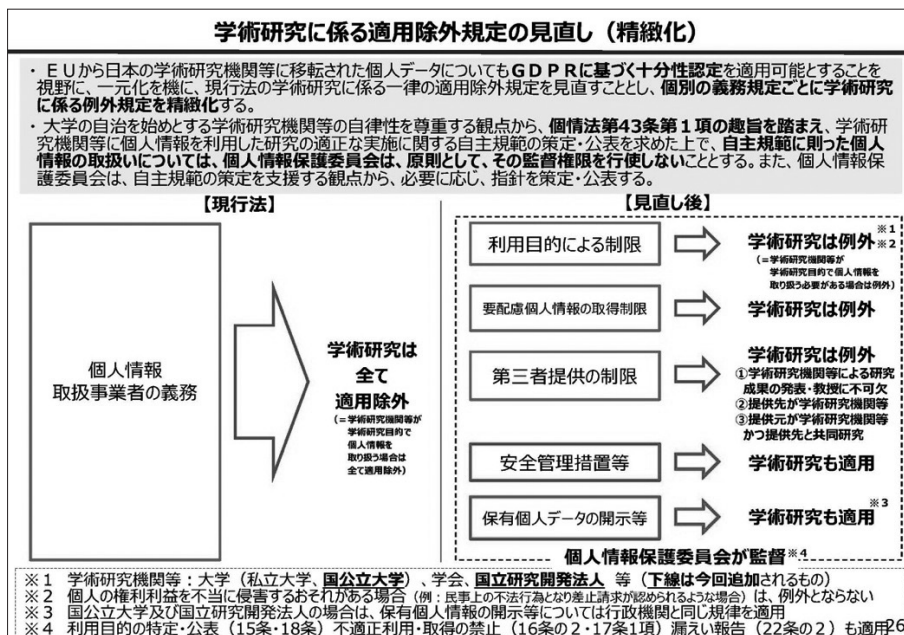 学術研究に係る適用除外規定の見直し（精緻化）
・ＥＵから日本の学術研究機関等に移転された個人データについてもＧＤＰＲに基づく十分性認定を適用可能とすることを
視野に、一元化を機に、現行法の学術研究に係る一律の適用除外規定を見直すこととし、個別の義務規定ごとに学術研究
に係る例外規定を精緻化する。
・大学の自治を始めとする学術研究機関等の自律性を尊重する観点から、個情法第43条第１項の趣旨を踏まえ、学術研
究機関等に個人情報を利用した研究の適正な実施に関する自主規範の策定・公表を求めた上で、自主規範に則った個人
情報の取扱いについては、個人情報保護委員会は、原則として、その監督権限を行使しないこととする。また、個人情報保
護委員会は、自主規範の策定を支援する観点から、必要に応じ、指針を策定・公表する。
【現行法】
個人情報
取扱事業者の義務
学術研究は
全て
適用除外
（＝学術研究機関等が
学術研究目的で
個人情報を
取り扱う場合は
全て適用除外）
【見直し後】
利用目的による制限
学術研究は例外※１
※２
（＝学術研究機関等が
学術研究目的で個人情報を
取り扱う必要がある場合は例外）
要配慮個人情報の取得制限
学術研究は例外
第三者提供の制限
学術研究は例外
①学術研究機関等による研究
成果の発表・教授に不可欠
②提供先が学術研究機関等
③提供元が学術研究機関等
かつ提供先と共同研究
安全管理措置等
学術研究も適用
保有個人データの開示等
学術研究も適用※３
個人情報保護委員会が監督※４
※１　学術研究機関等：大学（私立大学、国公立大学）、学会、国立研究開発法人 等（下線は今回追加されるもの）
※２　個人の権利利益を不当に侵害するおそれがある場合（例：民事上の不法行為となり差止請求が認められるような場合）は、例外とならない
※３　国公立大学及び国立研究開発法人の場合は、保有個人情報の開示等については行政機関と同じ規律を適用
※４　利用目的の特定・公表（15条・18条）不適正利用・取得の禁止（16条の２・17条１項）漏えい報告（22条の２）も適用
26